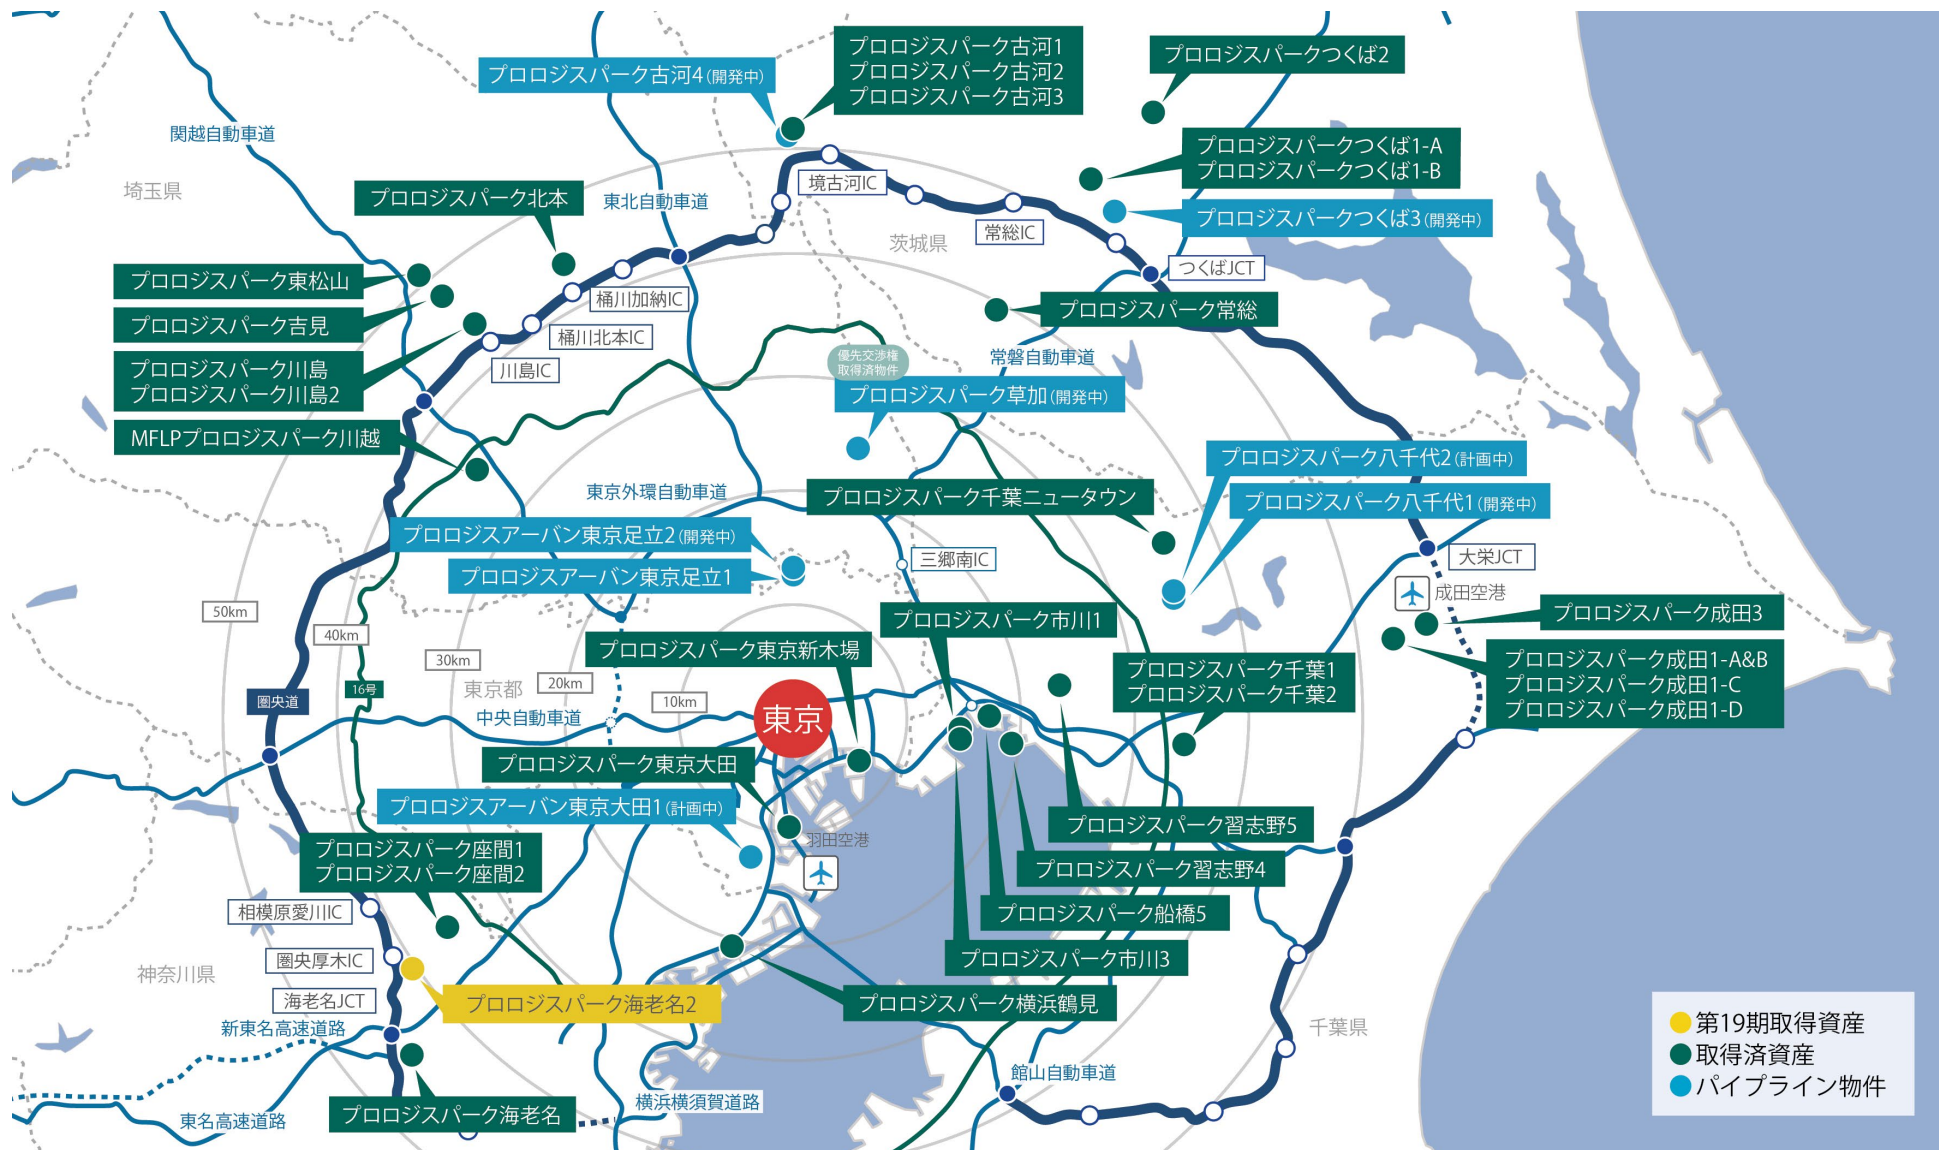 プロロジスパーク古河1
プロロジスパーク古河2
プロロジスパーク古河3
プロロジスパークつくば2
プロロジスパーク古河4(開発中)
関越自動車道
プロロジスパークつくば1-A
プロロジスパークつくば1-B
埼玉県
プロロジスパーク北本
東北自動車道
境古河IC
プロロジスパークつくば3(開発中)
常総IC
茨城県
つくばJCT
プロロジスパーク東松山
桶川加納IC
プロロジスパーク常総
プロロジスパーク吉見
桶川北本IC
優先交渉権
取得済物件
常磐自動車道
プロロジスパーク川島
プロロジスパーク川島2
川島IC
プロロジスパーク草加(開発中)
MFLPプロロジスパーク川越
プロロジスパーク八千代2(計画中)
東京外環自動車道
プロロジスパーク千葉ニュータウン
プロロジスパーク八千代1(開発中)
プロロジスアーバン東京足立2(開発中)
三郷南IC
大栄JCT
プロロジスアーバン東京足立1
成田空港
50km
40km
30km
20km
10km
プロロジスパーク市川1
プロロジスパーク成田3
プロロジスパーク東京新木場
プロロジスパーク千葉1
プロロジスパーク千葉2
プロロジスパーク成田1-A&B
プロロジスパーク成田1-C
プロロジスパーク成田1-D
圏央道
16号
東京都
中央自動車道
東京
プロロジスパーク東京大田
プロロジスアーバン東京大田1(計画中)
羽田空港
プロロジスパーク習志野5
プロロジスパーク座間1
プロロジスパーク座間2
プロロジスパーク習志野4
相模原愛川IC
プロロジスパーク船橋5
圏央厚木IC
プロロジスパーク市川3
神奈川県
海老名JCT
プロロジスパーク海老名2
プロロジスパーク横浜鶴見
新東名高速道路
千葉県
第19期取得資産
取得済資産
パイプライン物件
館山自動車道
横浜横須賀道路
プロロジスパーク海老名
東名高速道路